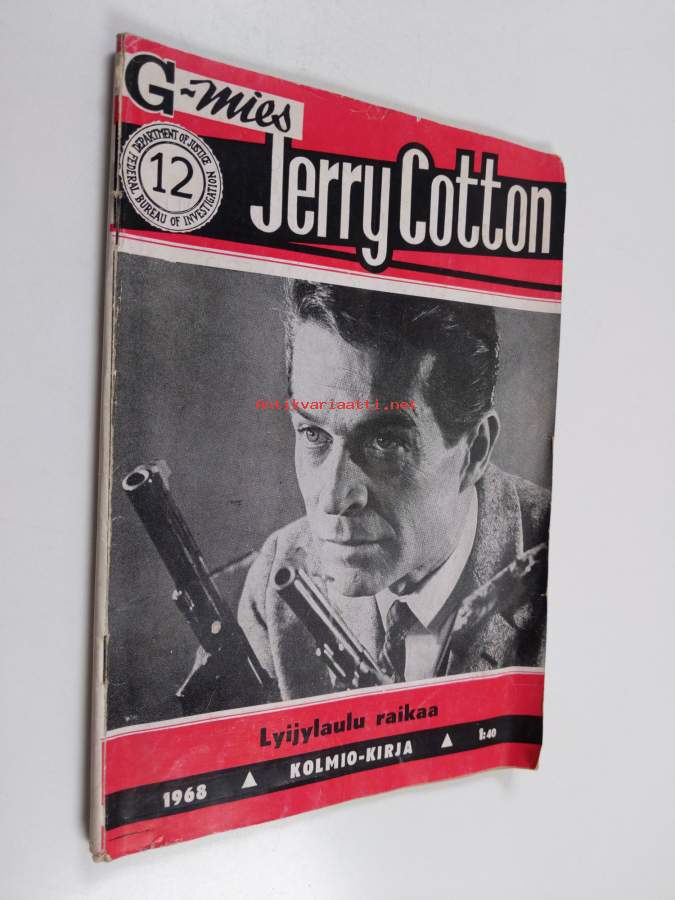 G-mies
DEPARTMENT OF JUSTICE
FEDERAL BUREAU OF INVESTIGATION
12
Jerry Cotton
antikvariaatti.net
Lyijylaulu raikaa
1968 ▲ KOLMIO-KIRJA ▲ 1:40